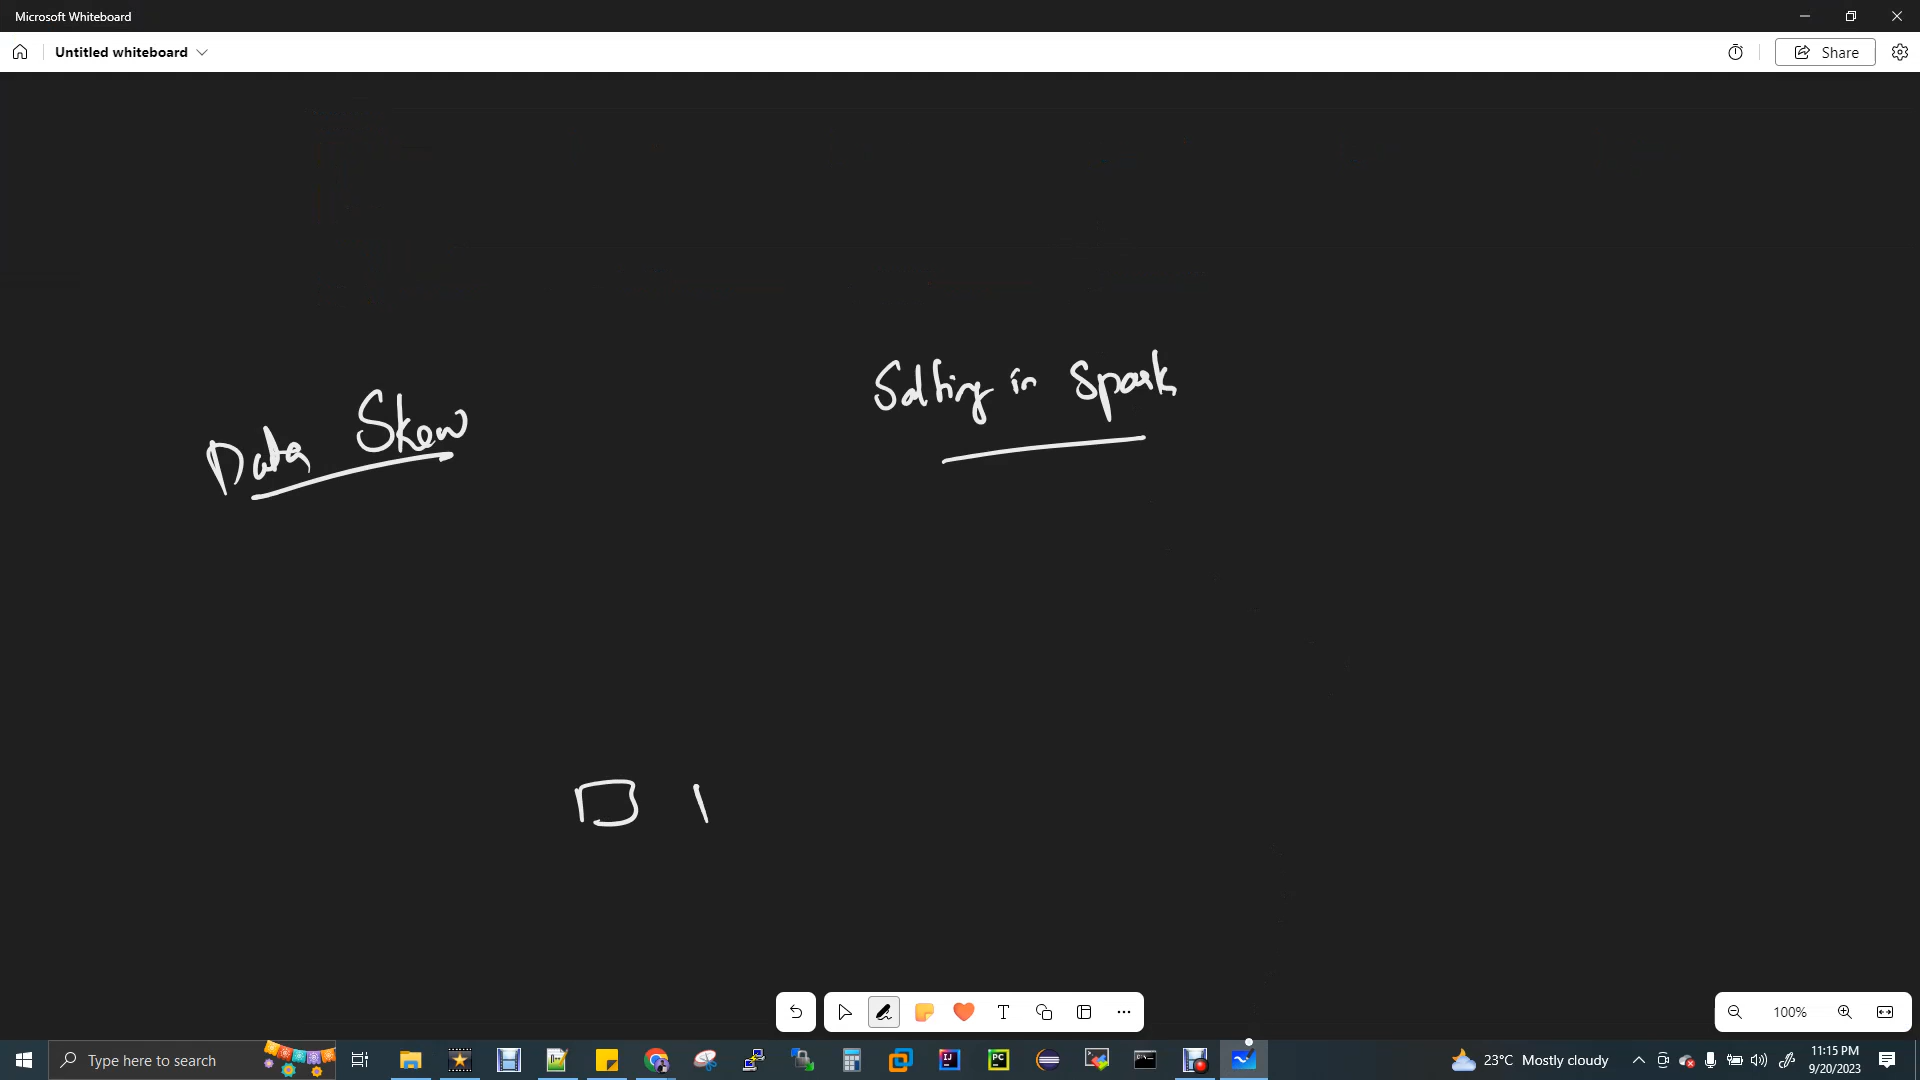 Microsoft Whiteboard
Untitled whiteboard
Share
Salting in Spark
Data Skew
T
100%
Type here to search
23°C Mostly cloudy
11:15 PM
9/20/2023